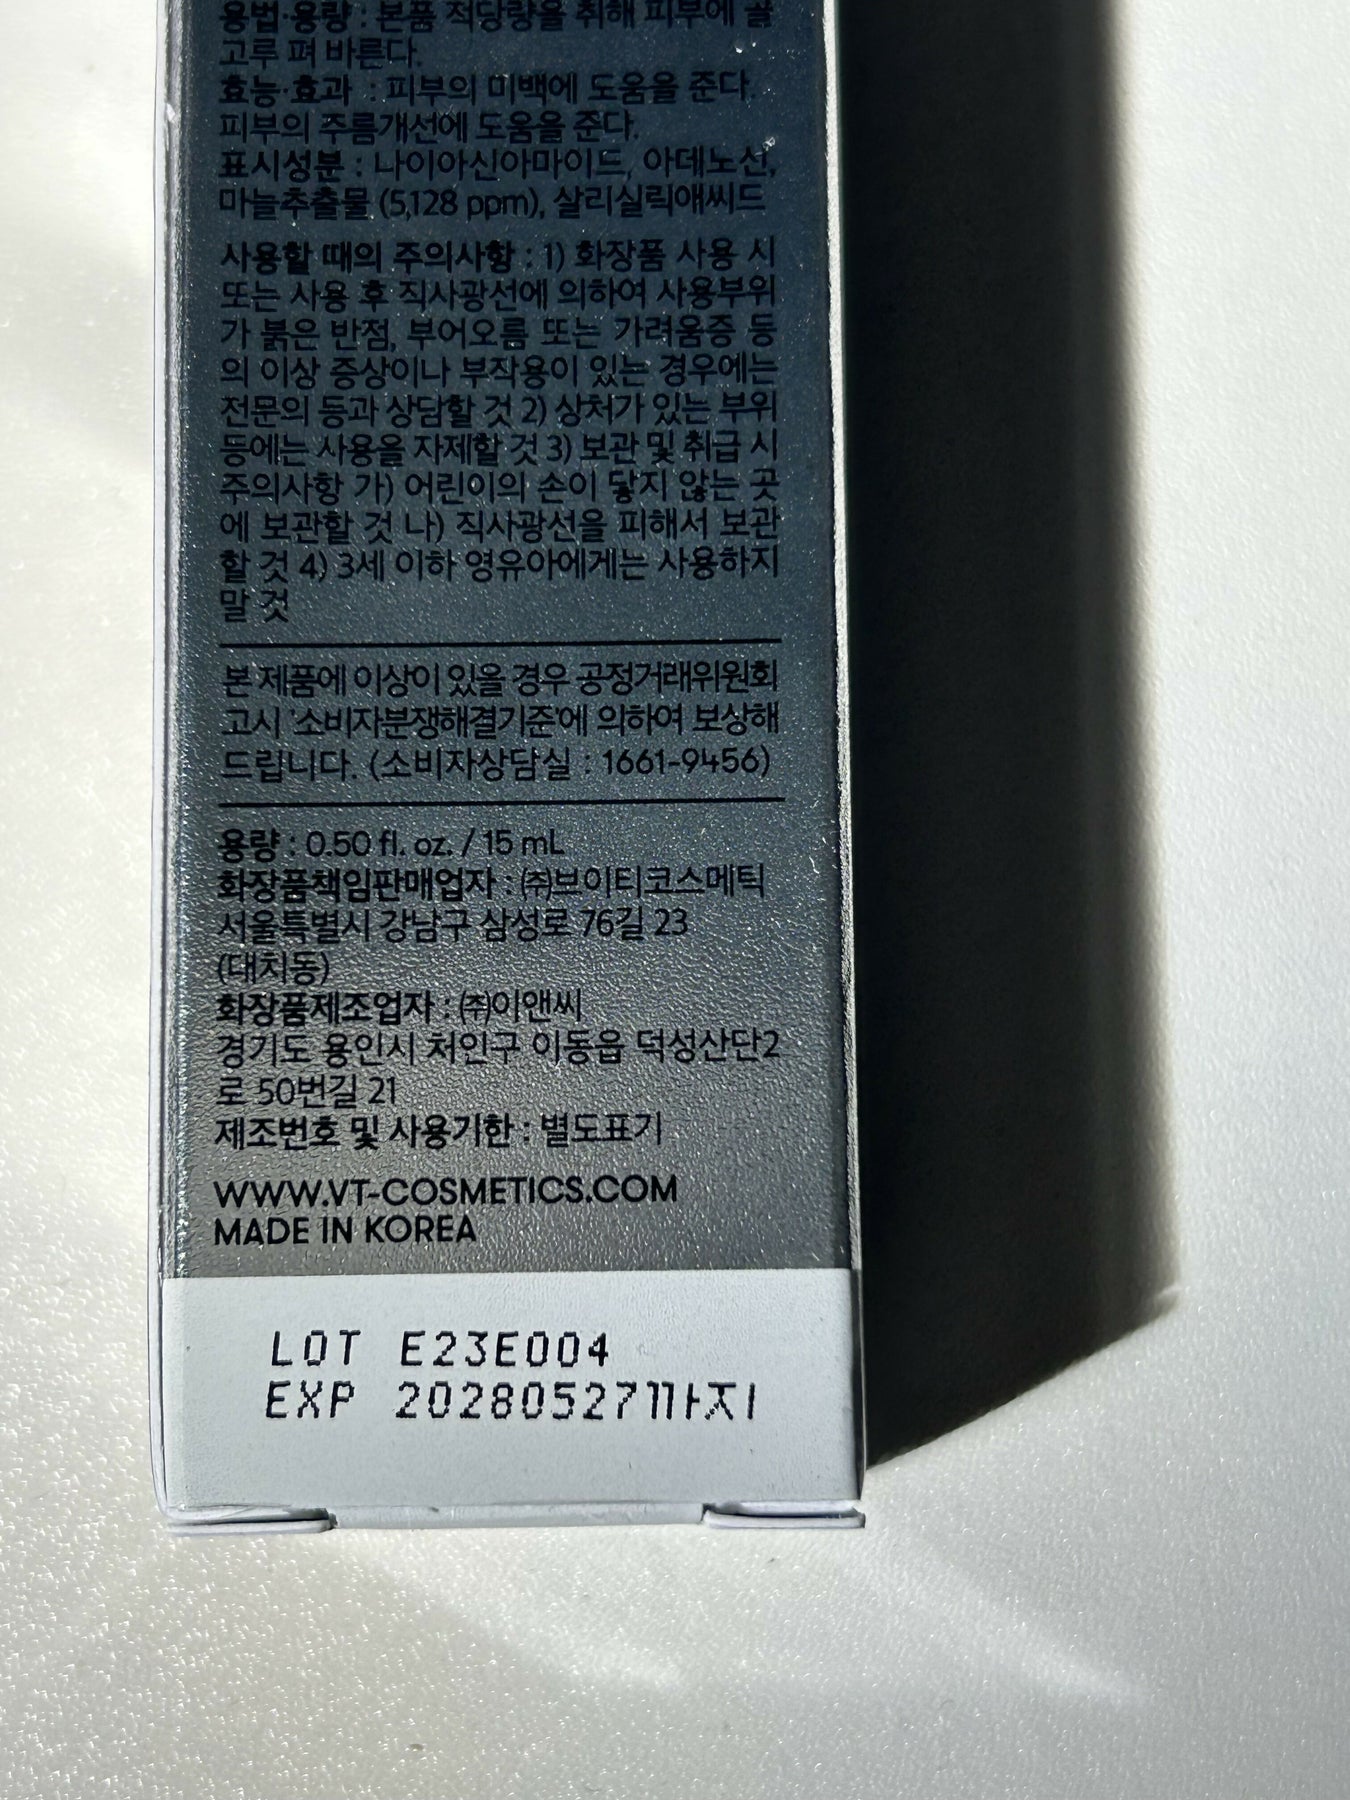 용법·용량 : 본품 적당량을 취해 피부에 골
고루 펴 바른다.
효능·효과 : 피부의 미백에 도움을 준다.
피부의 주름개선에 도움을 준다.
표시성분 : 나이아신아마이드, 아데노신,
마늘추출물 (5,128 ppm), 살리실릭애씨드
사용할 때의 주의사항 : 1) 화장품 사용 시
또는 사용 후 직사광선에 의하여 사용부위
가 붉은 반점, 부어오름 또는 가려움증 등
의 이상 증상이나 부작용이 있는 경우에는
전문의 등과 상담할 것 2) 상처가 있는 부위
등에는 사용을 자제할 것 3) 보관 및 취급 시
주의사항 가) 어린이의 손이 닿지 않는 곳
에 보관할 것 나) 직사광선을 피해서 보관
할 것 4) 3세 이하 영유아에게는 사용하지
말 것
본 제품에 이상이 있을 경우 공정거래위원회
고시 '소비자분쟁해결기준'에 의하여 보상해
드립니다. (소비자상담실 : 1661-9456)
용량 : 0.50 fl. oz. / 15 mL
화장품책임판매업자 : ㈜브이티코스메틱
서울특별시 강남구 삼성로 76길 23
(대치동)
화장품제조업자 : ㈜이앤씨
경기도 용인시 처인구 이동읍 덕성산단2
로 50번길 21
제조번호 및 사용기한 : 별도표기
WWW.VT-COSMETICS.COM
MADE IN KOREA
LOT E23E004
EXP 20280527까지